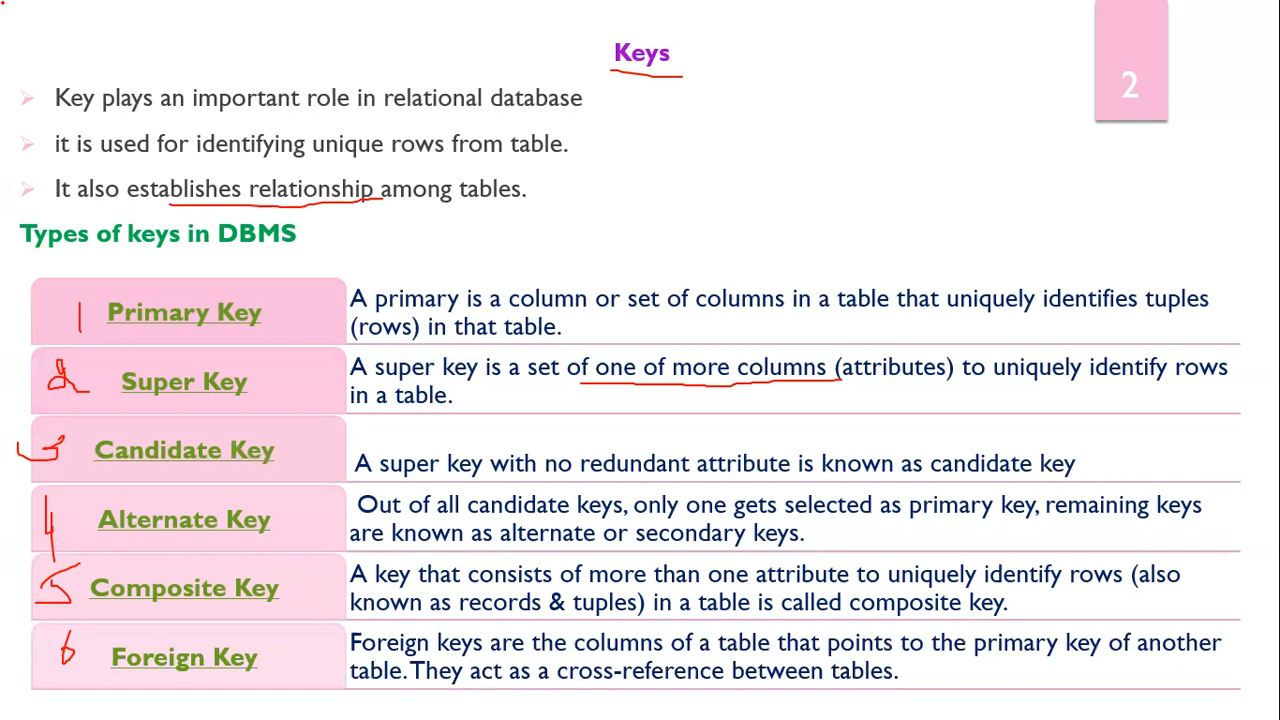 Keys
2
Key plays an important role in relational database
it is used for identifying unique rows from table.
It also establishes relationship among tables.
Types of keys in DBMS
1 Primary Key
A primary is a column or set of columns in a table that uniquely identifies tuples
(rows) in that table.
2 Super Key
A super key is a set of one of more columns (attributes) to uniquely identify rows
in a table.
3 Candidate Key
A super key with no redundant attribute is known as candidate key
4 Alternate Key
Out of all candidate keys, only one gets selected as primary key, remaining keys
are known as alternate or secondary keys.
5 Composite Key
A key that consists of more than one attribute to uniquely identify rows (also
known as records & tuples) in a table is called composite key.
6 Foreign Key
Foreign keys are the columns of a table that points to the primary key of another
table. They act as a cross-reference between tables.